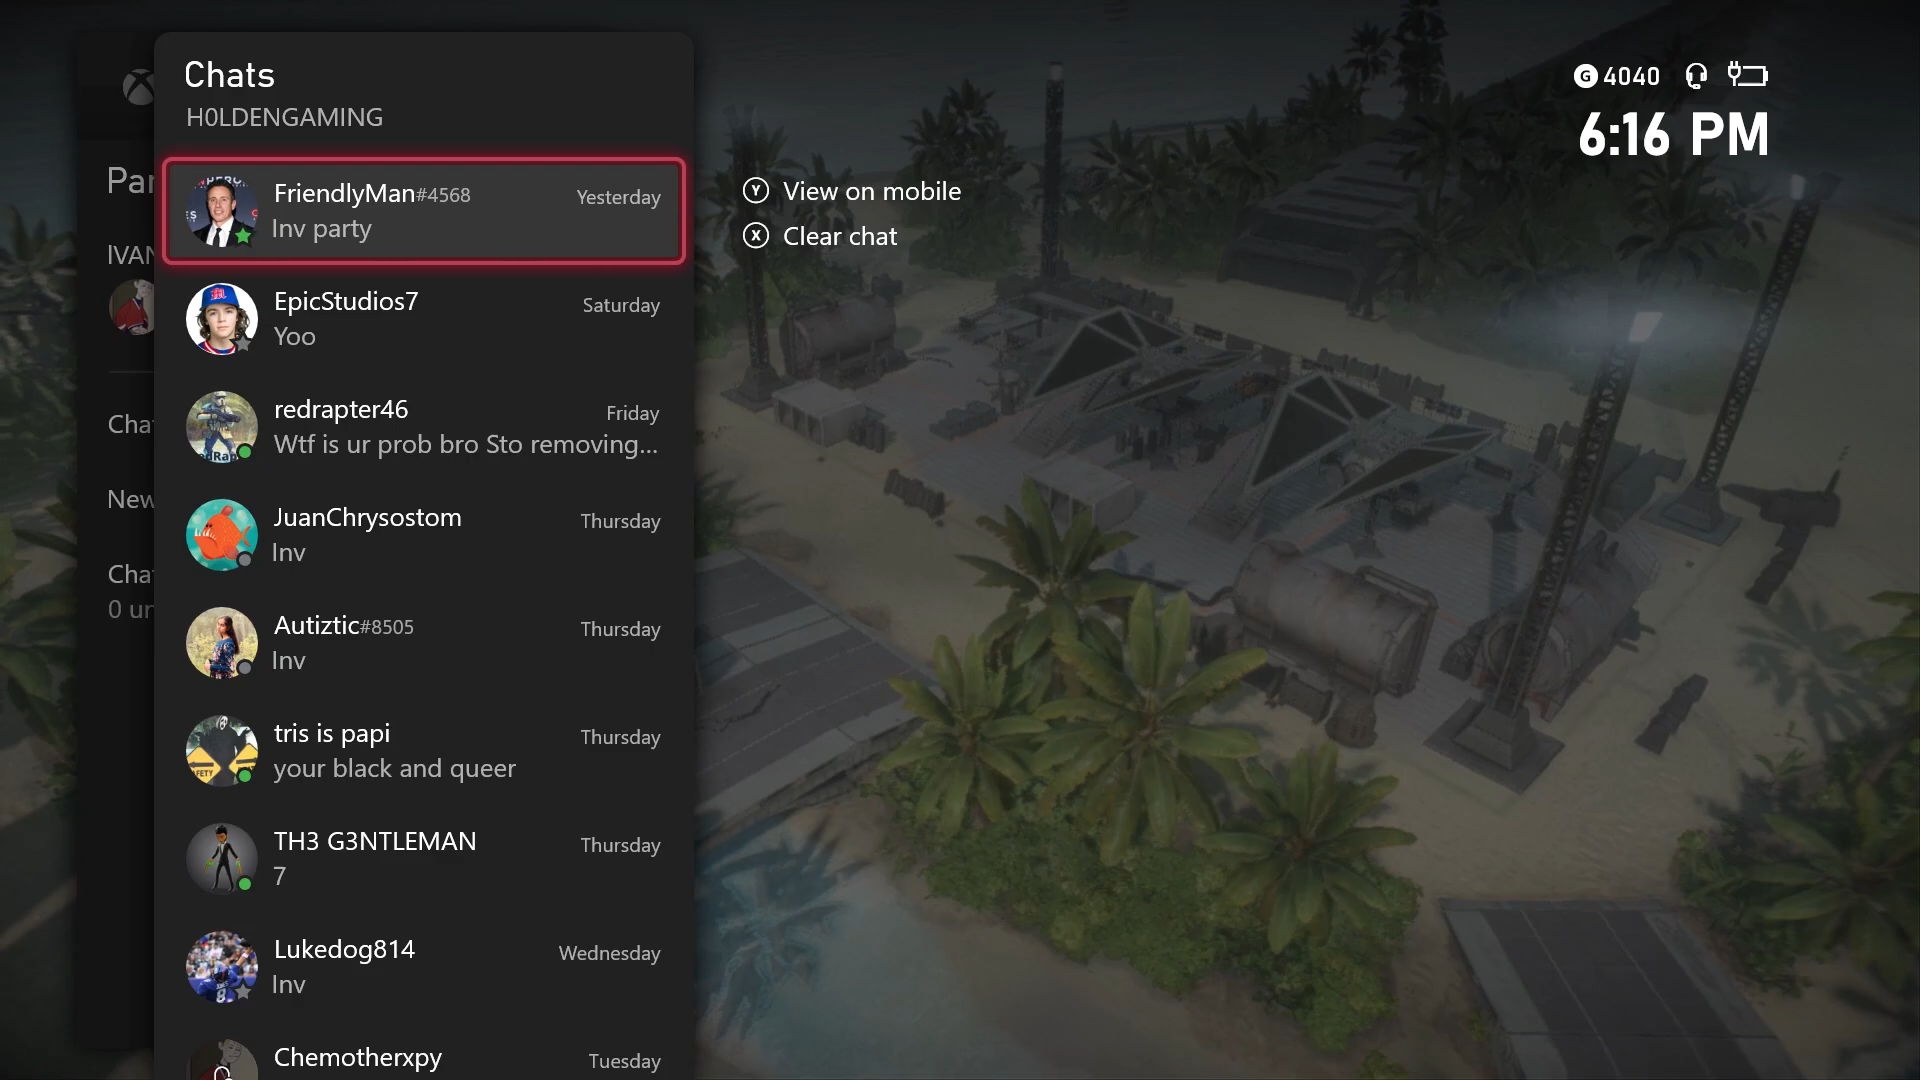 Chats
H0LDENGAMING
FriendlyMan#4568
Yesterday
Inv party
EpicStudios7
Saturday
Yoo
redrapter46
Friday
Wtf is ur prob bro Sto removing...
JuanChrysostom
Thursday
Inv
Autiztic#8505
Thursday
Inv
tris is papi
Thursday
your black and queer
TH3 G3NTLEMAN
Thursday
7
Lukedog814
Wednesday
Inv
Chemotherxpy
Tuesday
Par
IVAN
Cha
New
Cha
0 un
Y View on mobile
X Clear chat
G 4040
6:16 PM